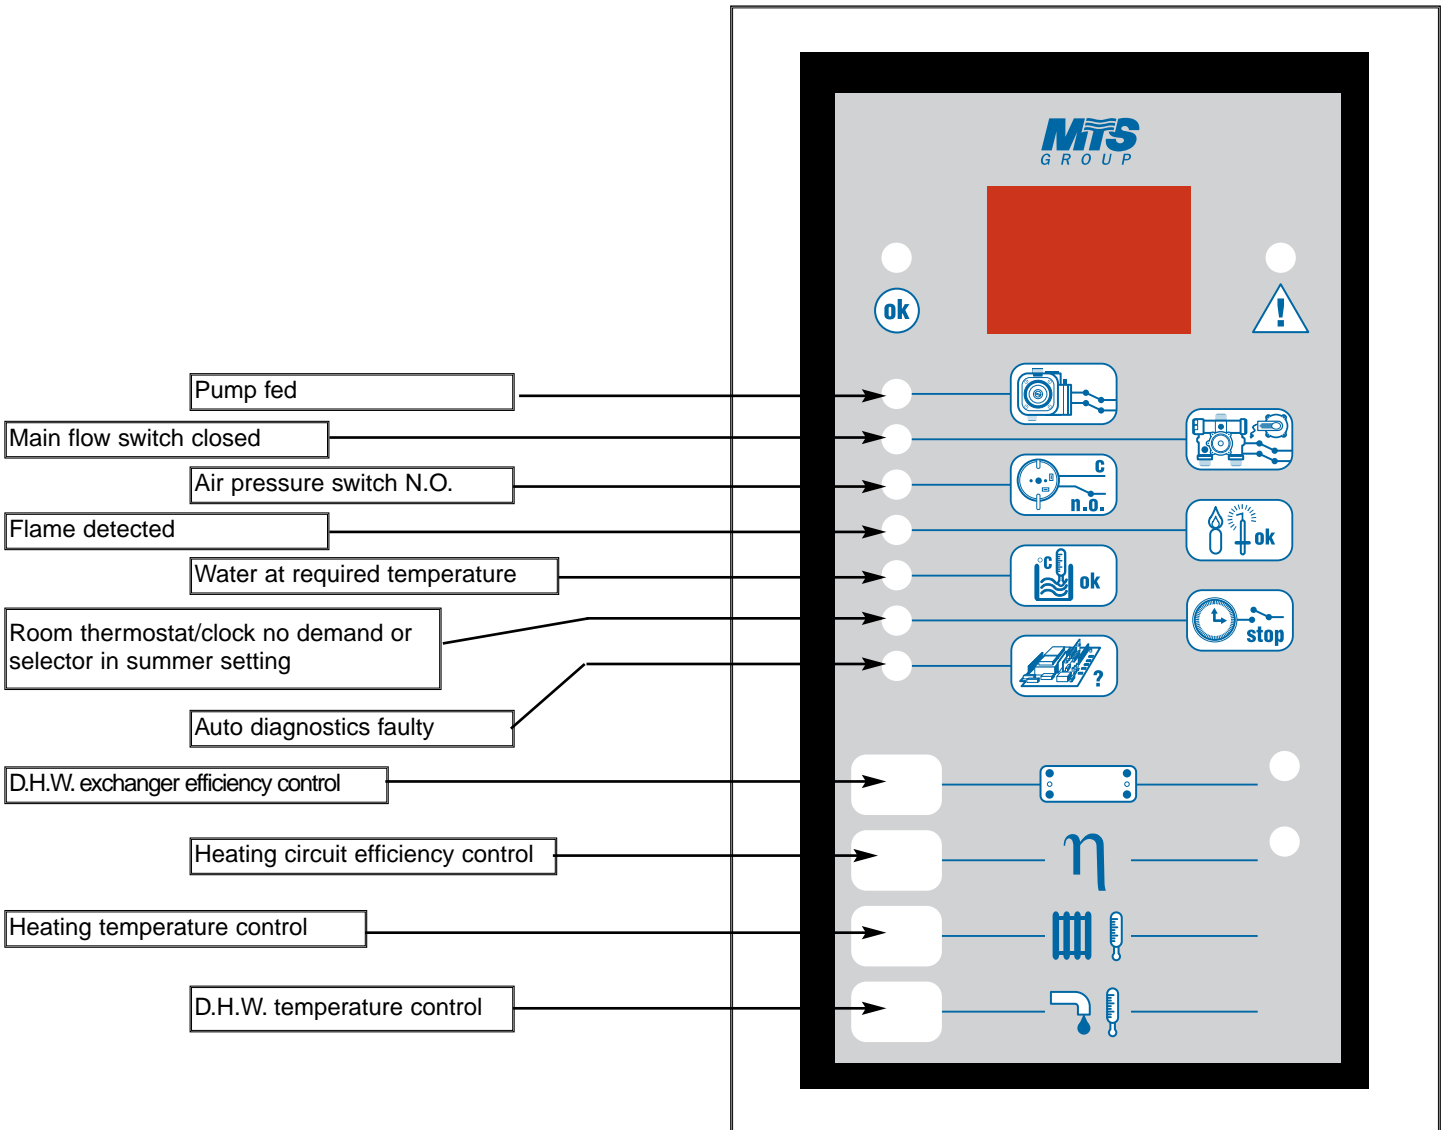 MTS
GROUP
ok
!
Pump fed
Main flow switch closed
Air pressure switch N.O.
C
n.o.
Flame detected
ok
Water at required temperature
°C
ok
Room thermostat/clock no demand or
selector in summer setting
stop
Auto diagnostics faulty
?
D.H.W. exchanger efficiency control
Heating circuit efficiency control
η
Heating temperature control
D.H.W. temperature control